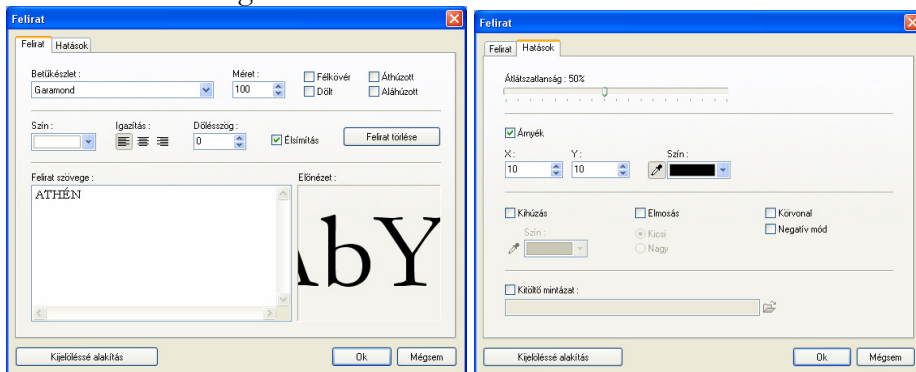 Felirat
Felirat Hatások
Betűkészlet :
Garamond
Méret :
100
Félkövér
Áthúzott
Dőlt
Aláhúzott
Szín :
Igazítás :
Dőlésszög :
0
Élsimítás
Felirat törlése
Felirat szövege :
ATHÉN
Előnézet :
AbY
Kijelöléssé alakítás
Ok
Mégsem
Felirat
Felirat Hatások
Átlátszatlanság : 50%
Árnyék
X :
10
Y :
10
Szín :
Kihúzás
Szín :
Elmosás
Kicsi
Nagy
Körvonal
Negatív mód
Kitöltő mintázat :
Kijelöléssé alakítás
Ok
Mégsem